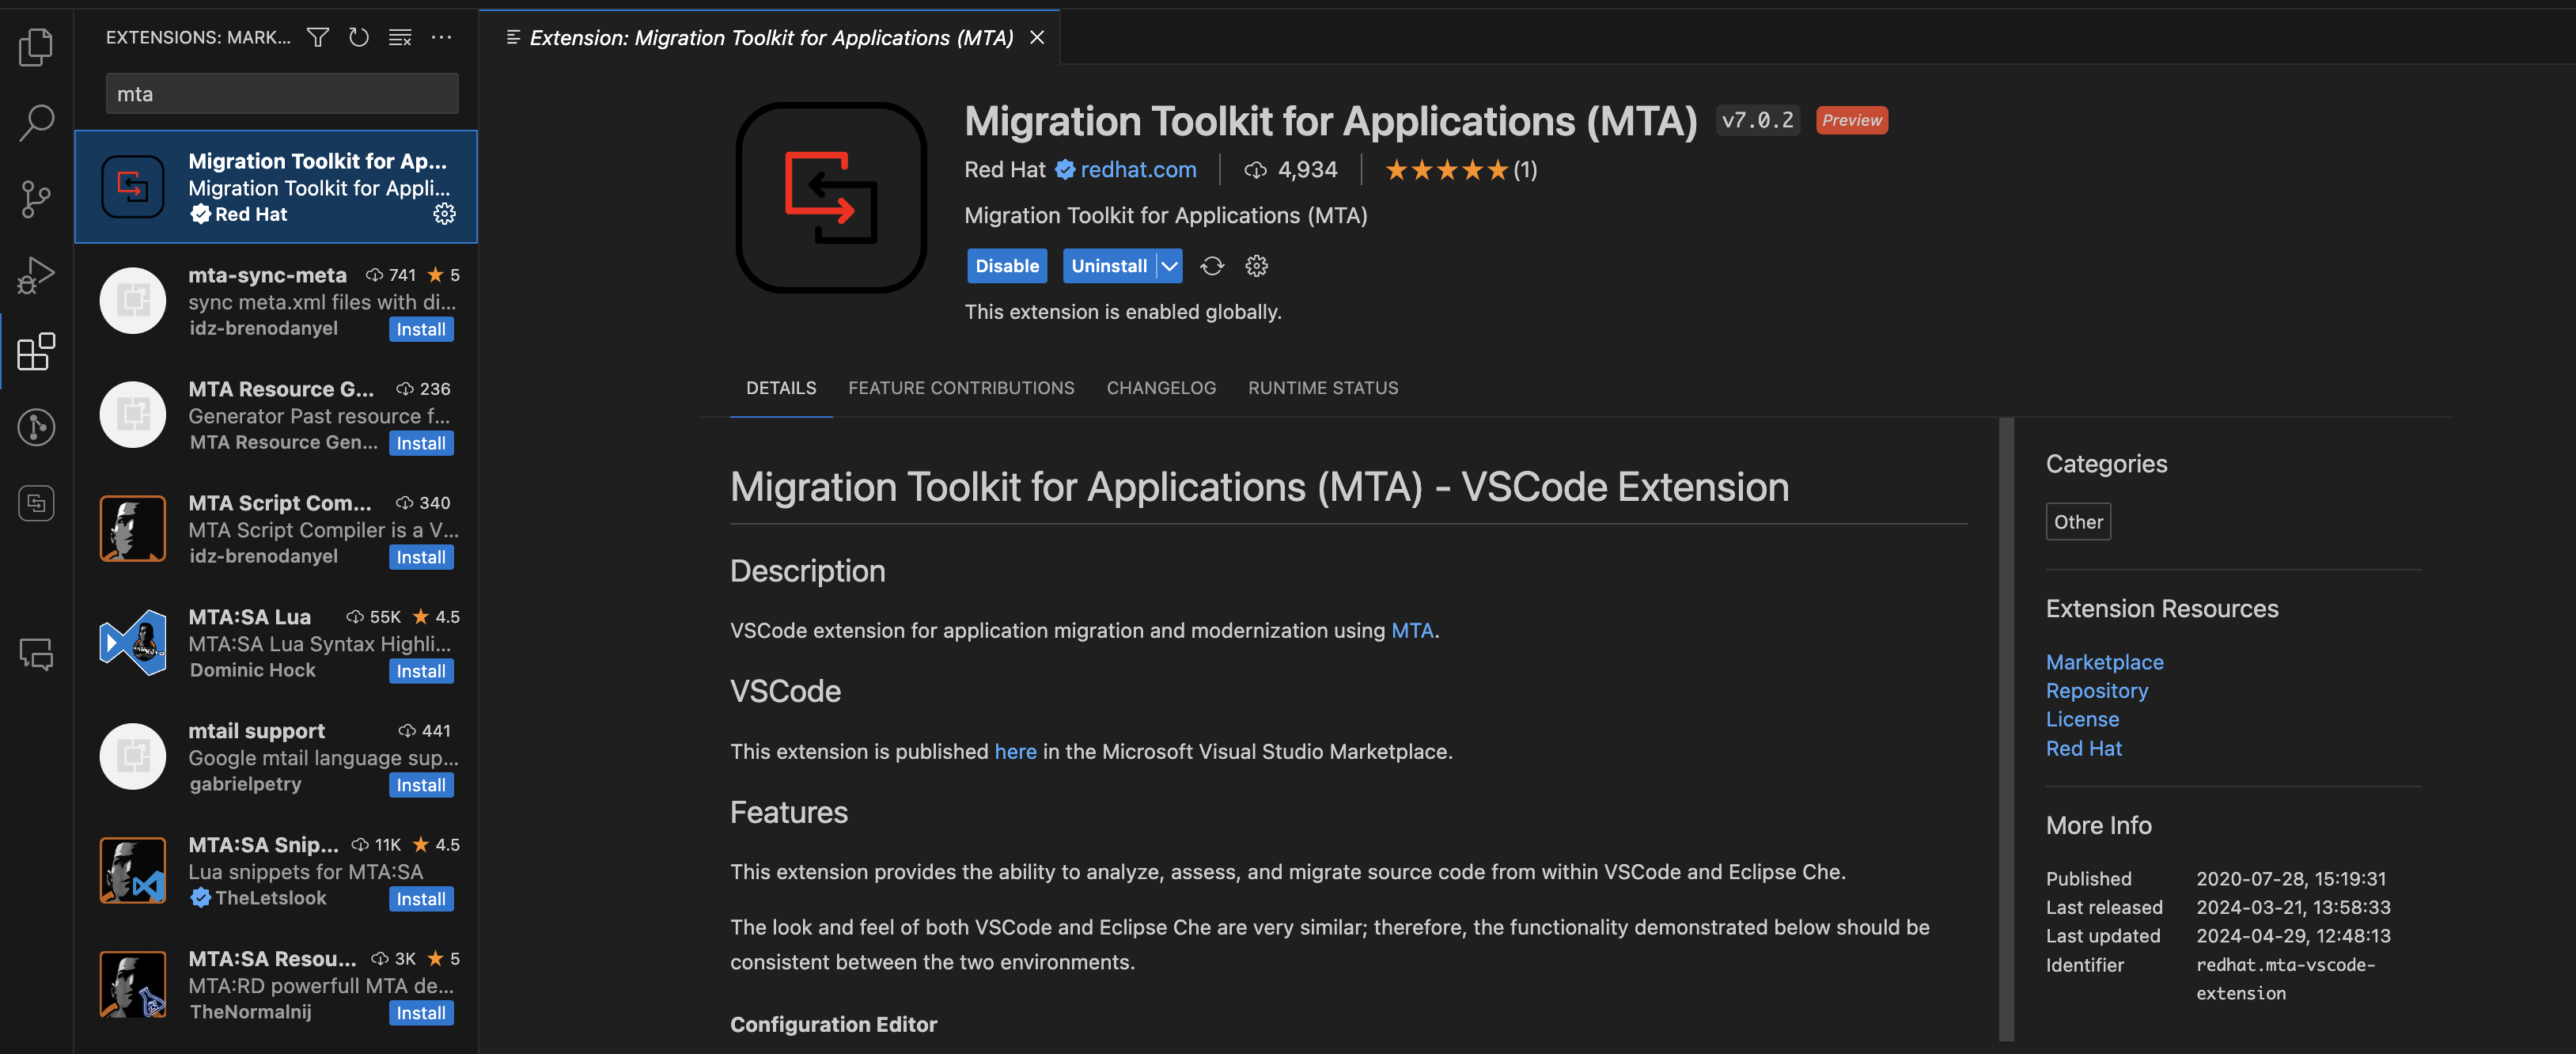 EXTENSIONS: MARK...
mta
Migration Toolkit for Ap...
Migration Toolkit for Appli...
Red Hat
mta-sync-meta 741 5
sync meta.xml files with di...
idz-brenodanyel Install
MTA Resource G... 236
Generator Past resource f...
MTA Resource Gen... Install
MTA Script Com... 340
MTA Script Compiler is a V...
idz-brenodanyel Install
MTA:SA Lua 55K 4.5
MTA:SA Lua Syntax Highli...
Dominic Hock Install
mtail support 441
Google mtail language sup...
gabrielpetry Install
MTA:SA Snip... 11K 4.5
Lua snippets for MTA:SA
TheLetslook Install
MTA:SA Resou... 3K 5
MTA:RD powerfull MTA de...
TheNormalnij Install
Extension: Migration Toolkit for Applications (MTA)
Migration Toolkit for Applications (MTA) v7.0.2 Preview
Red Hat redhat.com 4,934 (1)
Migration Toolkit for Applications (MTA)
Disable Uninstall
This extension is enabled globally.
DETAILS FEATURE CONTRIBUTIONS CHANGELOG RUNTIME STATUS
Migration Toolkit for Applications (MTA) - VSCode Extension
Description
VSCode extension for application migration and modernization using MTA.
VSCode
This extension is published here in the Microsoft Visual Studio Marketplace.
Features
This extension provides the ability to analyze, assess, and migrate source code from within VSCode and Eclipse Che.
The look and feel of both VSCode and Eclipse Che are very similar; therefore, the functionality demonstrated below should be
consistent between the two environments.
Configuration Editor
Categories
Other
Extension Resources
Marketplace
Repository
License
Red Hat
More Info
Published 2020-07-28, 15:19:31
Last released 2024-03-21, 13:58:33
Last updated 2024-04-29, 12:48:13
Identifier redhat.mta-vscode-
extension